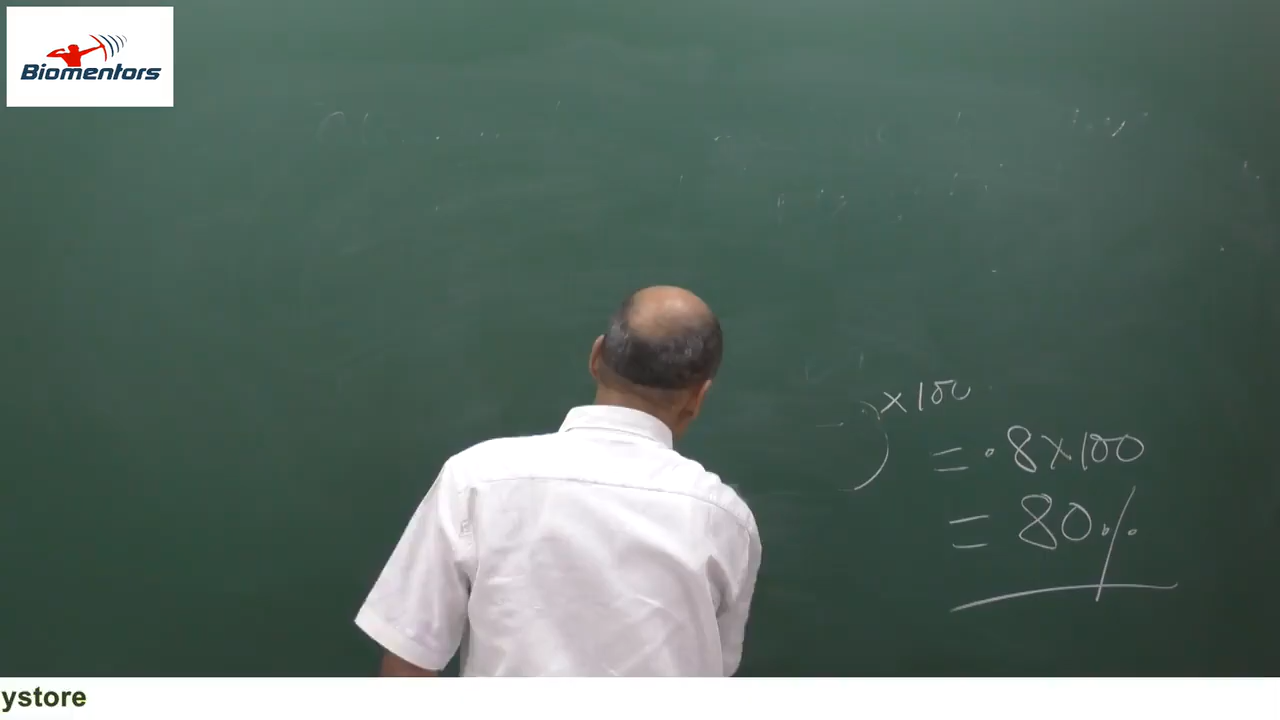 Biomentors
) × 100
= .8 × 100
= 80%
ystore